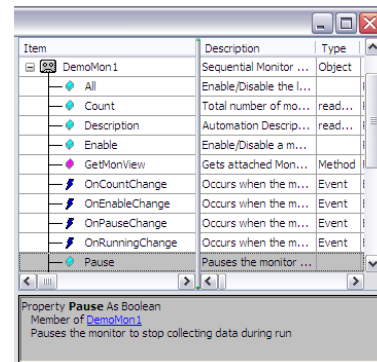 Item Description Type
DemoMon1 Sequential Monitor ... Object
All Enable/Disable the l...
Count Total number of mo... read...
Description Automation Descrip... read...
Enable Enable/Disable a m...
GetMonView Gets attached Mon... Method
OnCountChange Occurs when the m... Event
OnEnableChange Occurs when the m... Event
OnPauseChange Occurs when the m... Event
OnRunningChange Occurs when the m... Event
Pause Pauses the monitor ...
Property Pause As Boolean
Member of DemoMon1
Pauses the monitor to stop collecting data during run